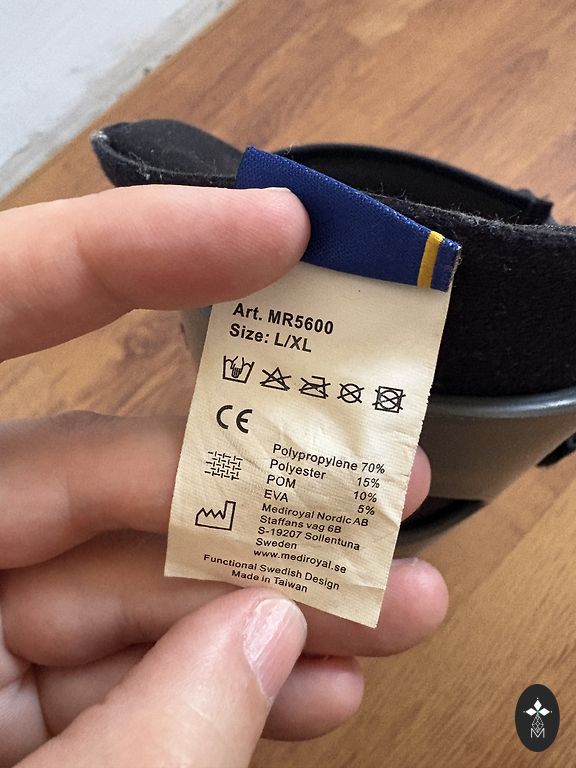 Art. MR5600
Size: L/XL
CE
Polypropylene 70%
Polyester 15%
POM 10%
EVA 5%
Mediroyal Nordic AB
Staffans vag 6B
S-19207 Sollentuna
Sweden
www.mediroyal.se
Functional Swedish Design
Made in Taiwan
M